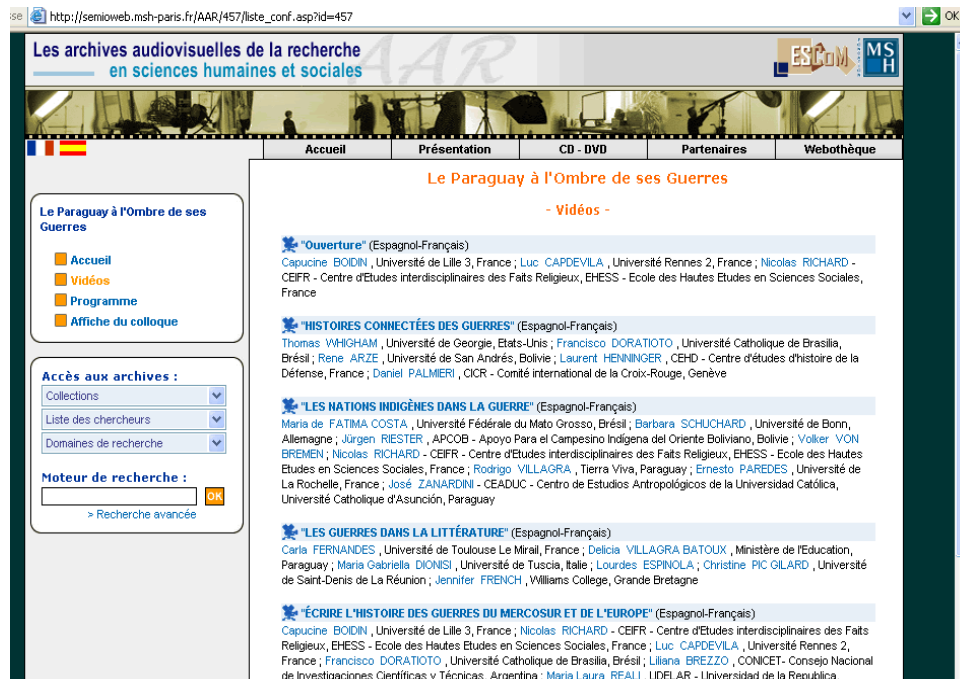 sse http://semioweb.msh-paris.fr/AAR/457/liste_conf.asp?id=457 OK
Les archives audiovisuelles de la recherche
en sciences humaines et sociales
AAR
ESCoM
MS
H
Accueil Présentation CD - DVD Partenaires Webothèque
Le Paraguay à l'Ombre de ses
Guerres
Accueil
Vidéos
Programme
Affiche du colloque
Accès aux archives :
Collections
Liste des chercheurs
Domaines de recherche
Moteur de recherche :
OK
> Recherche avancée
Le Paraguay à l'Ombre de ses Guerres
- Vidéos -
"Ouverture" (Espagnol-Français)
Capucine BOIDIN , Université de Lille 3, France ; Luc CAPDEVILA , Université Rennes 2, France ; Nicolas RICHARD -
CEIFR - Centre d'Etudes interdisciplinaires des Faits Religieux, EHESS - Ecole des Hautes Etudes en Sciences Sociales,
France
"HISTOIRES CONNECTÉES DES GUERRES" (Espagnol-Français)
Thomas WHIGHAM , Université de Georgie, Etats-Unis ; Francisco DORATIOTO , Université Catholique de Brasilia,
Brésil ; Rene ARZE , Université de San Andrés, Bolivie ; Laurent HENNINGER , CEHD - Centre d'études d'histoire de la
Défense, France ; Daniel PALMIERI , CICR - Comité international de la Croix-Rouge, Genève
"LES NATIONS INDIGÈNES DANS LA GUERRE" (Espagnol-Français)
Maria de FATIMA COSTA , Université Fédérale du Mato Grosso, Brésil ; Barbara SCHUCHARD , Université de Bonn,
Allemagne ; Jürgen RIESTER , APCOB - Apoyo Para el Campesino Indígena del Oriente Boliviano, Bolivie ; Volker VON
BREMEN ; Nicolas RICHARD - CEIFR - Centre d'Etudes interdisciplinaires des Faits Religieux, EHESS - Ecole des Hautes
Etudes en Sciences Sociales, France ; Rodrigo VILLAGRA , Tierra Viva, Paraguay ; Ernesto PAREDES , Université de
La Rochelle, France ; José ZANARDINI - CEADUC - Centro de Estudios Antropológicos de la Universidad Católica,
Université Catholique d'Asunción, Paraguay
"LES GUERRES DANS LA LITTÉRATURE" (Espagnol-Français)
Carla FERNANDES , Université de Toulouse Le Mirail, France ; Delicia VILLAGRA BATOUX , Ministère de l'Education,
Paraguay ; Maria Gabriella DIONISI , Université de Tuscia, Italie ; Lourdes ESPINOLA ; Christine PIC GILARD , Université
de Saint-Denis de La Réunion ; Jennifer FRENCH , Williams College, Grande Bretagne
"ÉCRIRE L'HISTOIRE DES GUERRES DU MERCOSUR ET DE L'EUROPE" (Espagnol-Français)
Capucine BOIDIN , Université de Lille 3, France ; Nicolas RICHARD - CEIFR - Centre d'Etudes interdisciplinaires des Faits
Religieux, EHESS - Ecole des Hautes Etudes en Sciences Sociales, France ; Luc CAPDEVILA , Université Rennes 2,
France ; Francisco DORATIOTO , Université Catholique de Brasilia, Brésil ; Liliana BREZZO , CONICET- Consejo Nacional
de Investigaciones Científicas y Técnicas, Argentina ; Maria Laura REALI , UDELAR - Universidad de la Republica,